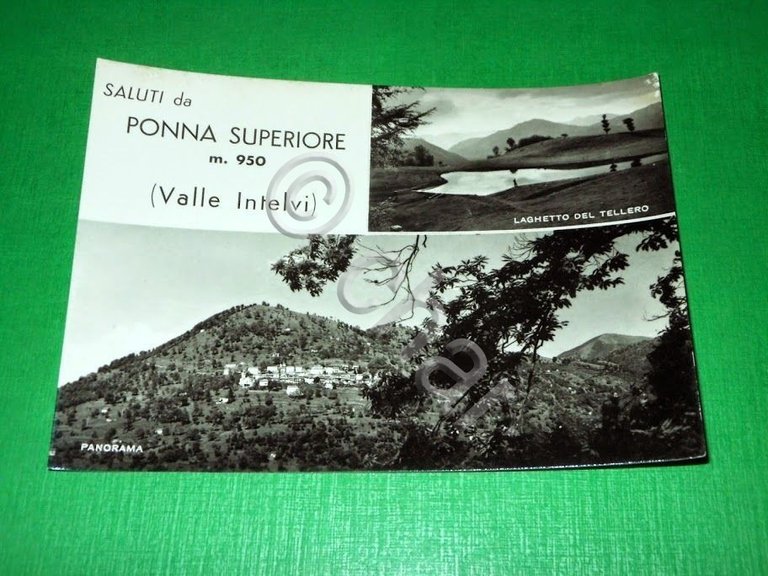 SALUTI da
PONNA SUPERIORE
m. 950
(Valle Intelvi)
LAGHETTO DEL TELLERO
PANORAMA